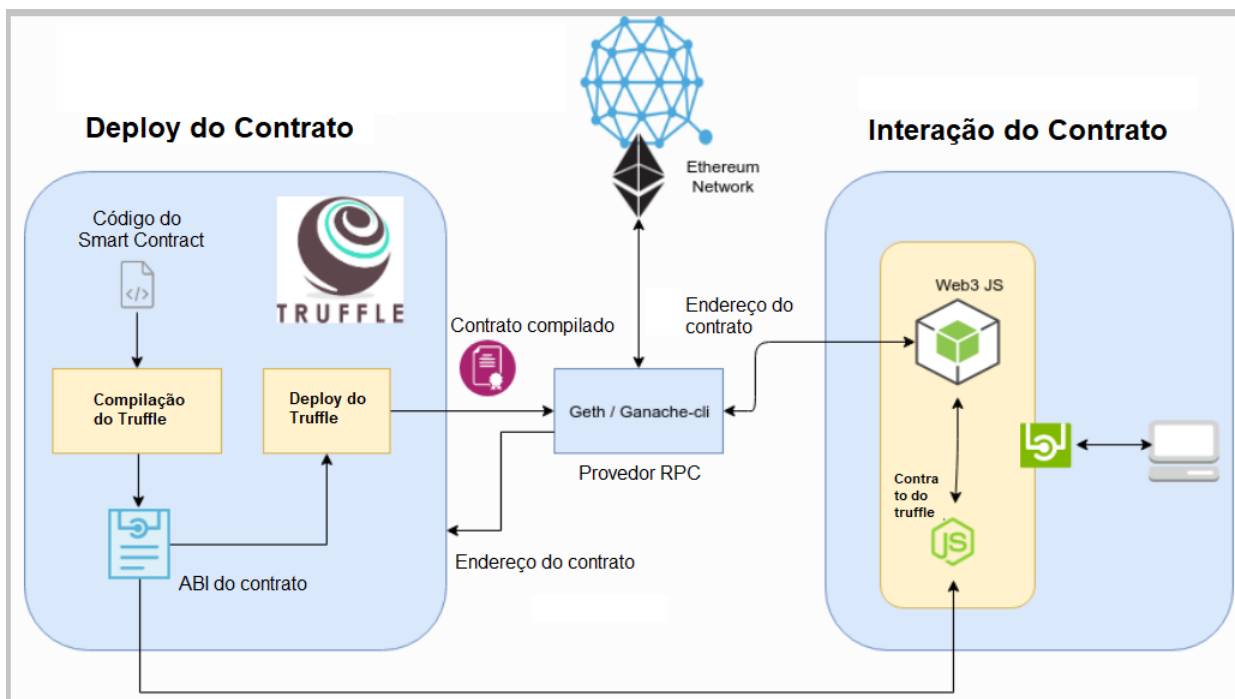 Deploy do Contrato
Código do
Smart Contract
</>
TRUFFLE
Compilação
do Truffle
Deploy do
Truffle
ABI do contrato
Contrato compilado
Ethereum
Network
Geth / Ganache-cli
Provedor RPC
Endereço do contrato
Endereço do
contrato
Interação do Contrato
Web3 JS
Contra
to do
truffle
JS